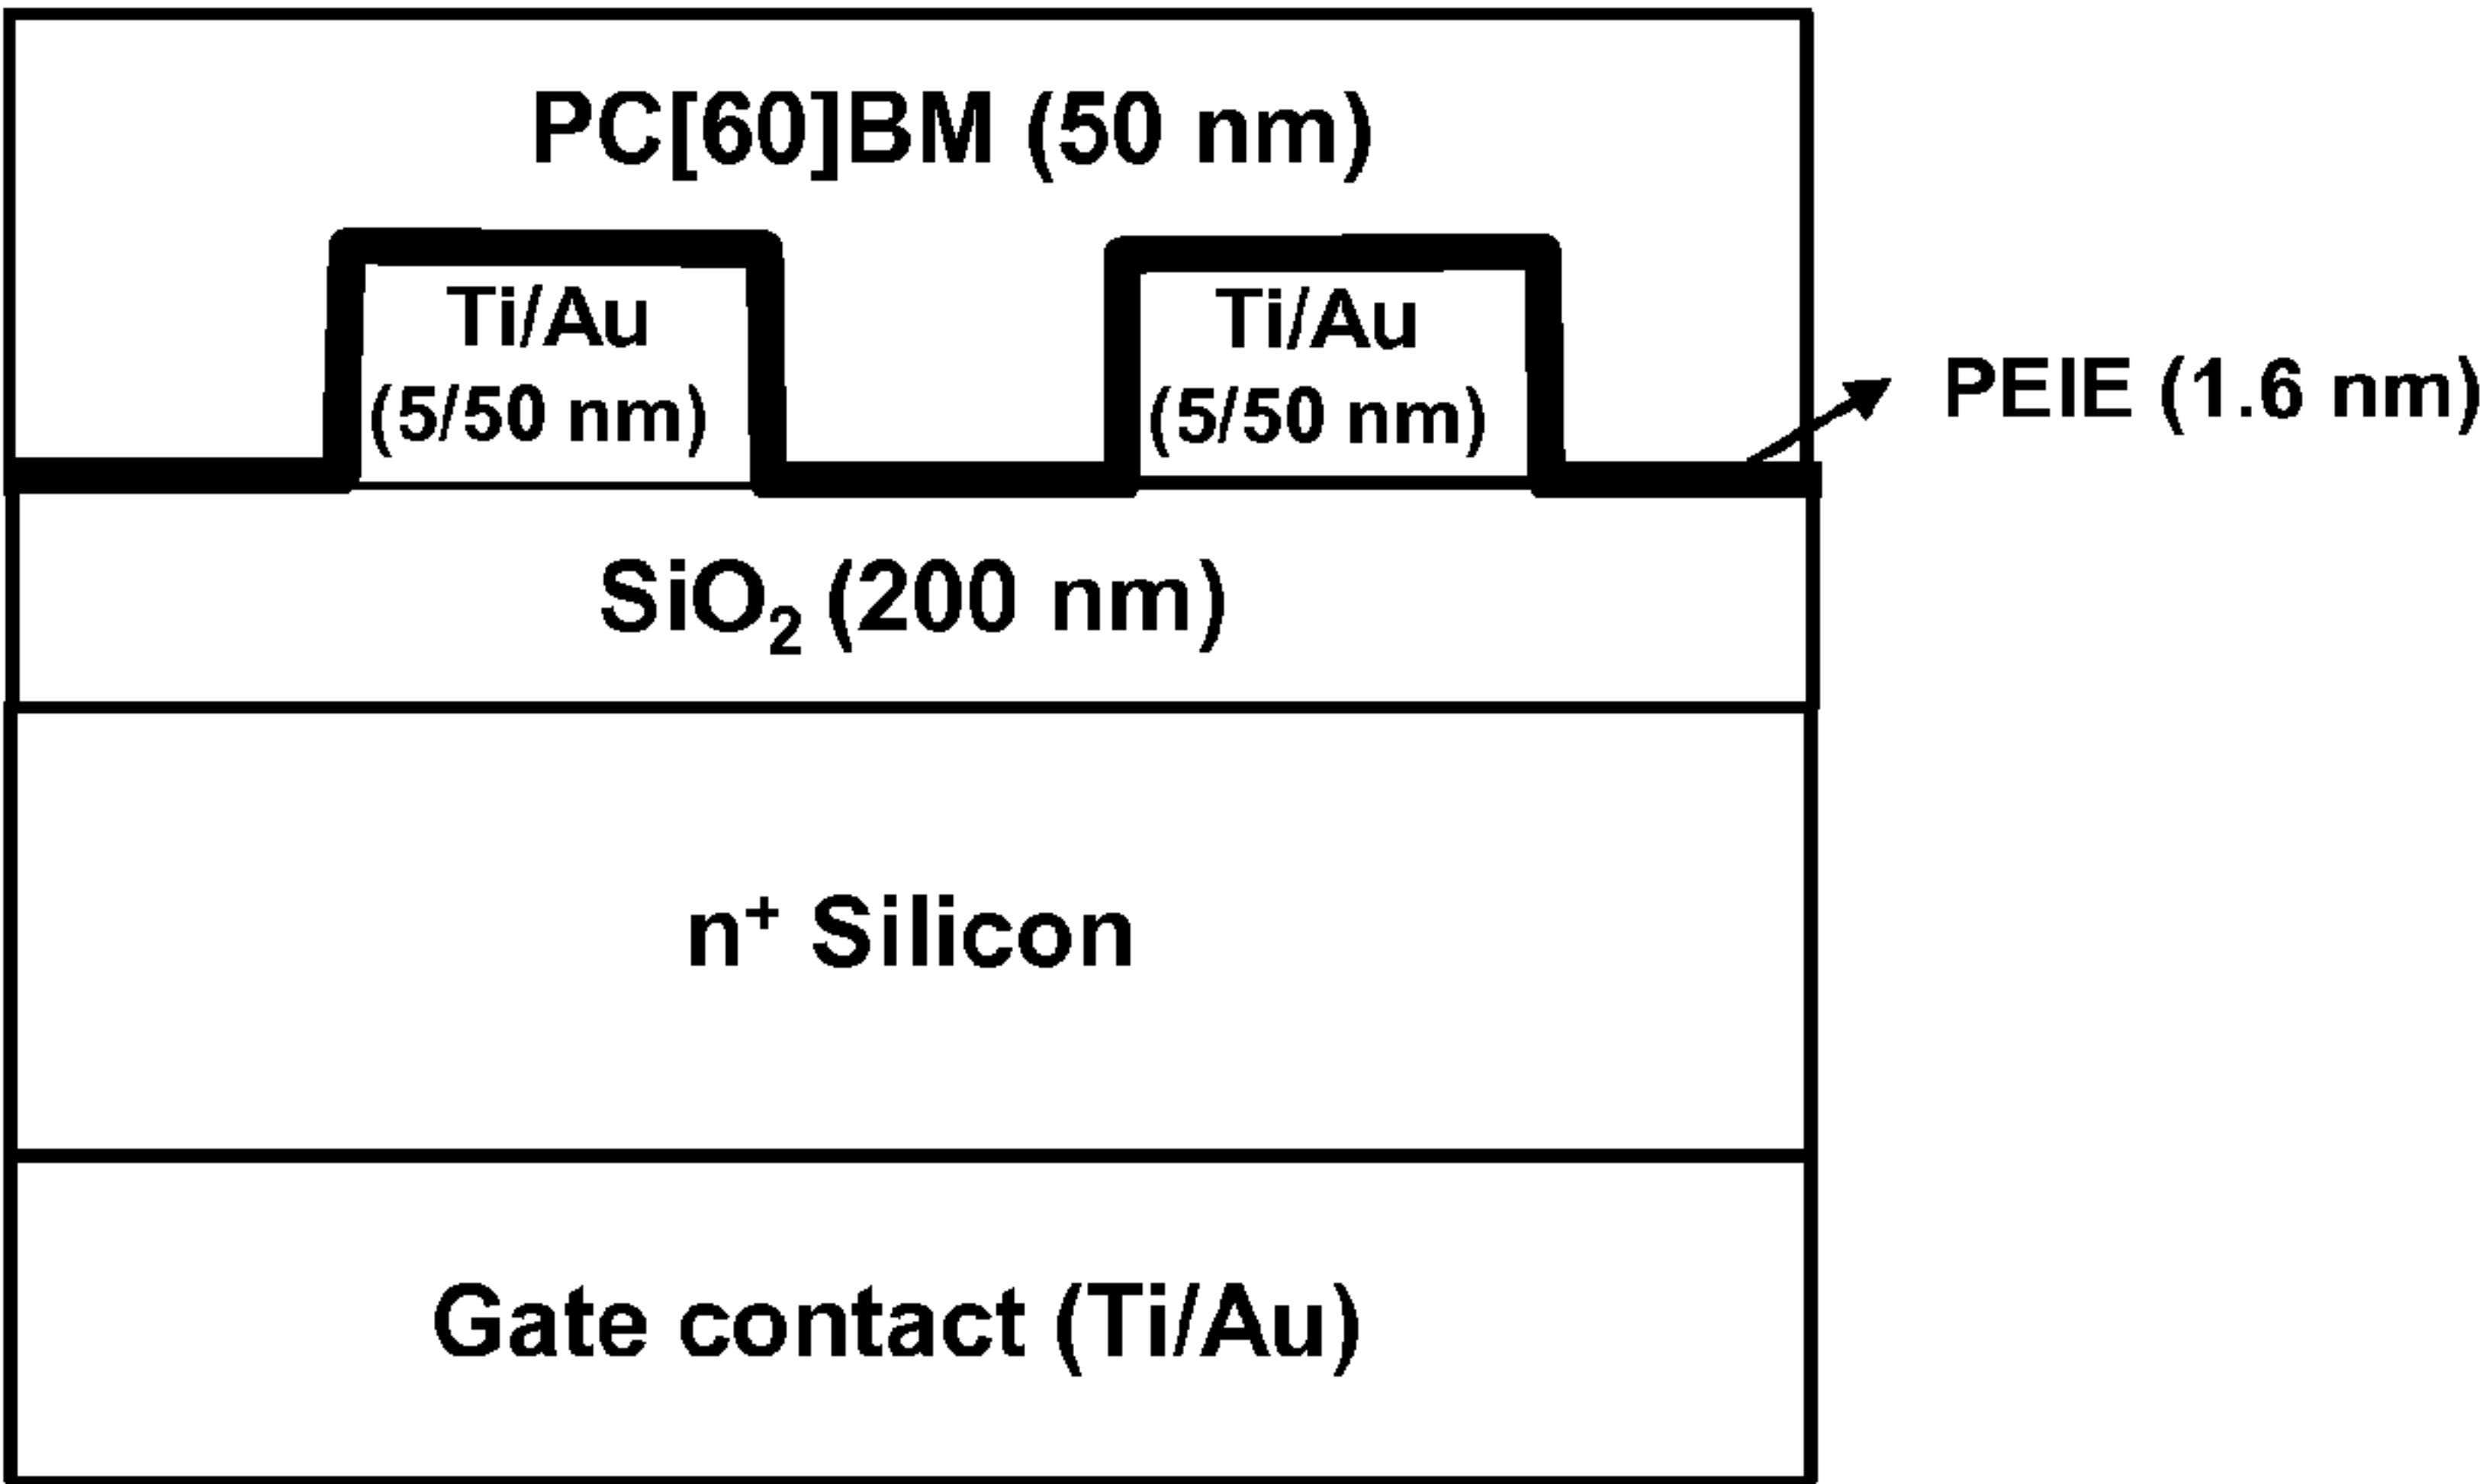 PC[60]BM (50 nm)
Ti/Au
(5/50 nm)
Ti/Au
(5/50 nm)
PEIE (1.6 nm)
SiO₂ (200 nm)
n⁺ Silicon
Gate contact (Ti/Au)